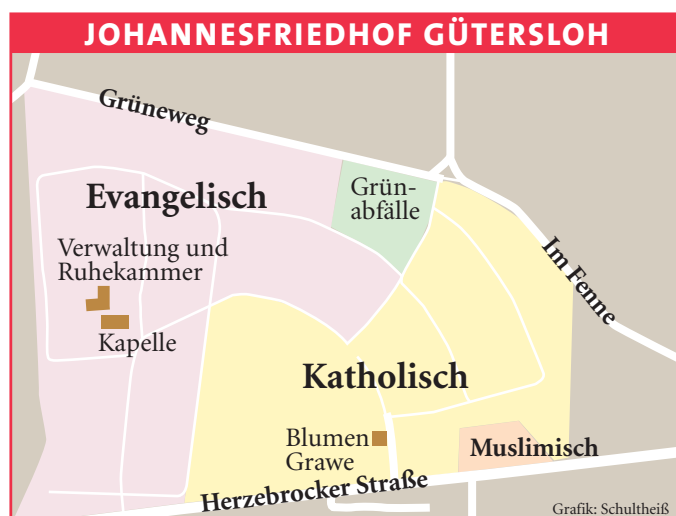 JOHANNESFRIEDHOF GÜTERSLOH
Grüneweg
Evangelisch
Grün-
abfälle
Verwaltung und
Ruhekammer
Im Fenne
Kapelle
Katholisch
Blumen
Grawe
Muslimisch
Herzebrocker Straße
Grafik: Schultheiß